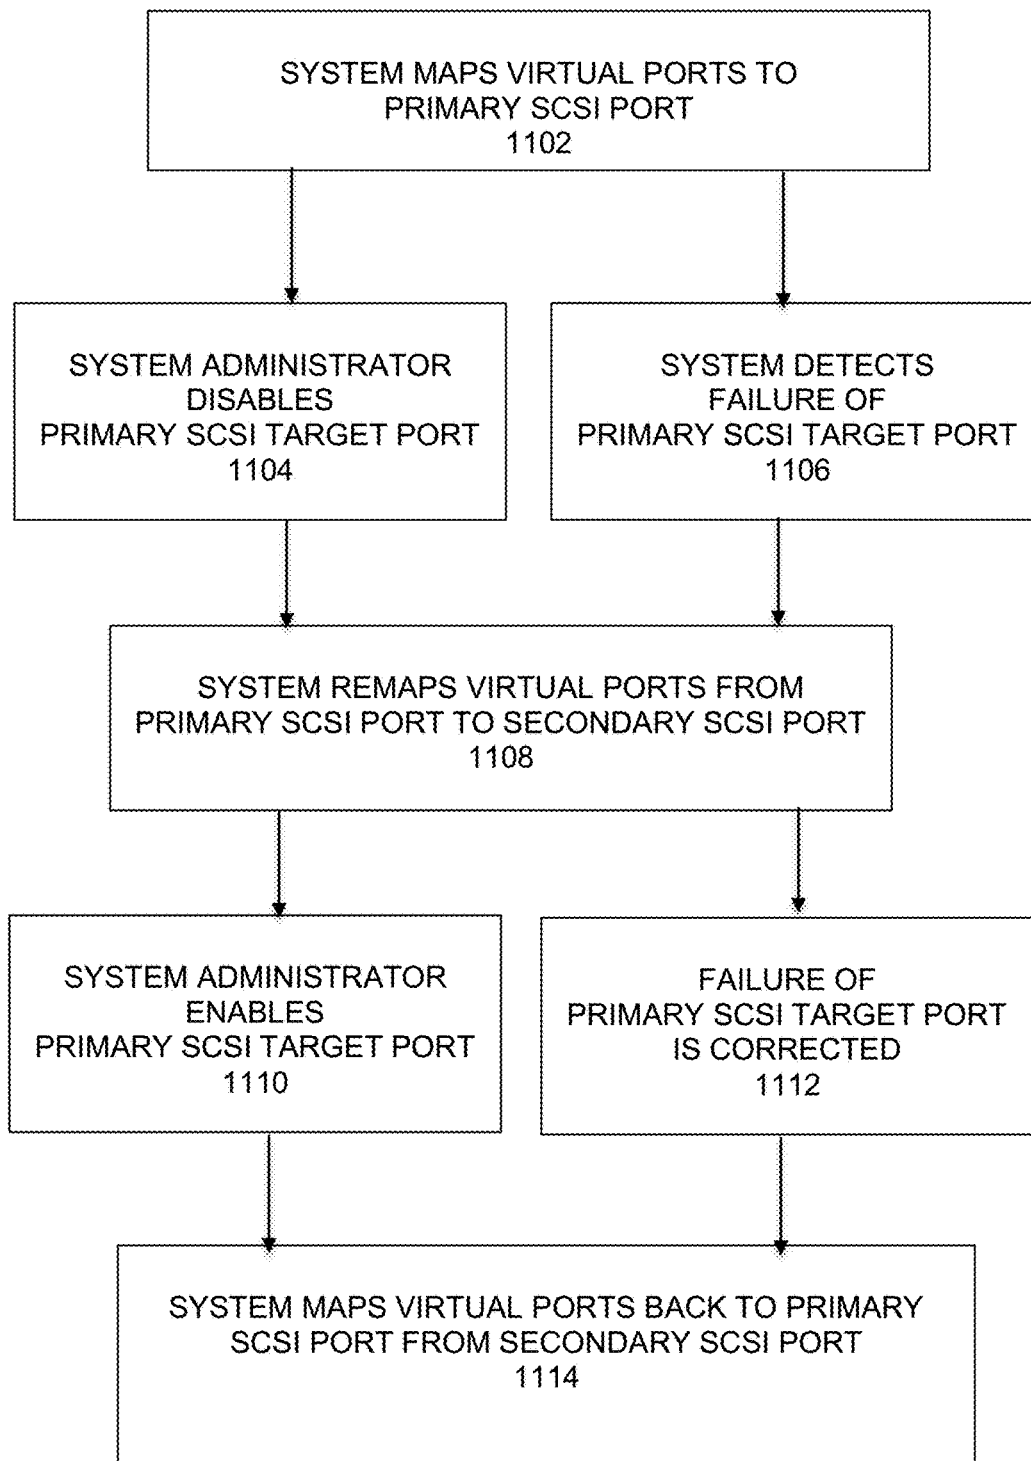 SYSTEM MAPS VIRTUAL PORTS TO
PRIMARY SCSI PORT
1102
SYSTEM ADMINISTRATOR
DISABLES
PRIMARY SCSI TARGET PORT
1104
SYSTEM DETECTS
FAILURE OF
PRIMARY SCSI TARGET PORT
1106
SYSTEM REMAPS VIRTUAL PORTS FROM
PRIMARY SCSI PORT TO SECONDARY SCSI PORT
1108
SYSTEM ADMINISTRATOR
ENABLES
PRIMARY SCSI TARGET PORT
1110
FAILURE OF
PRIMARY SCSI TARGET PORT
IS CORRECTED
1112
SYSTEM MAPS VIRTUAL PORTS BACK TO PRIMARY
SCSI PORT FROM SECONDARY SCSI PORT
1114